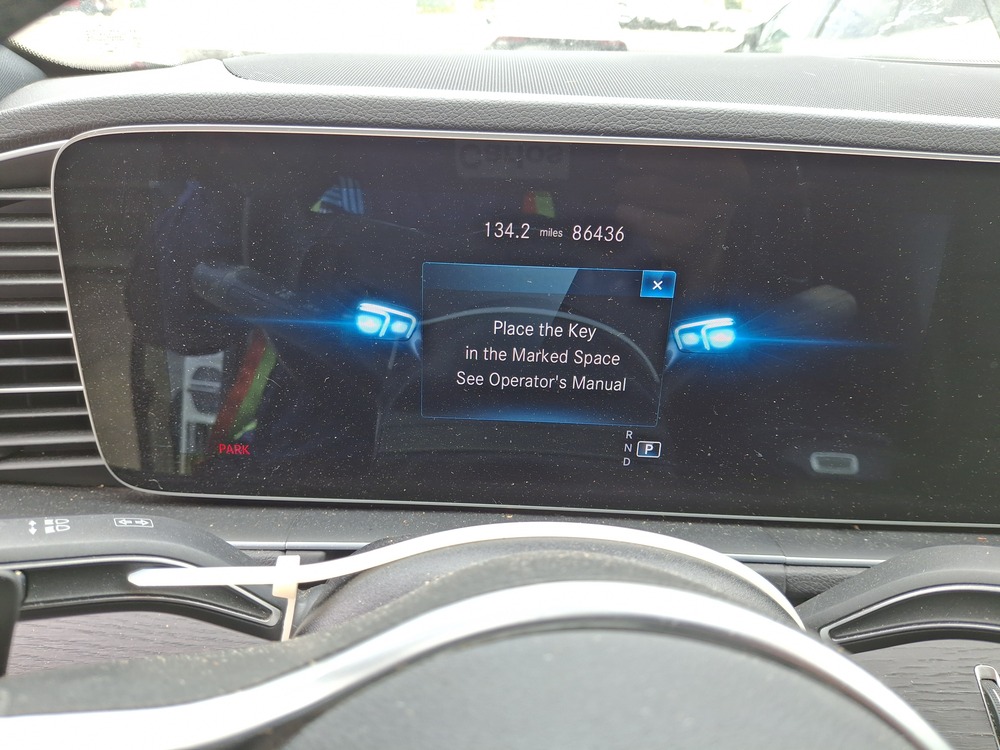 134.2 miles 86436
×
Place the Key
in the Marked Space
See Operator's Manual
PARK
R
N P
D